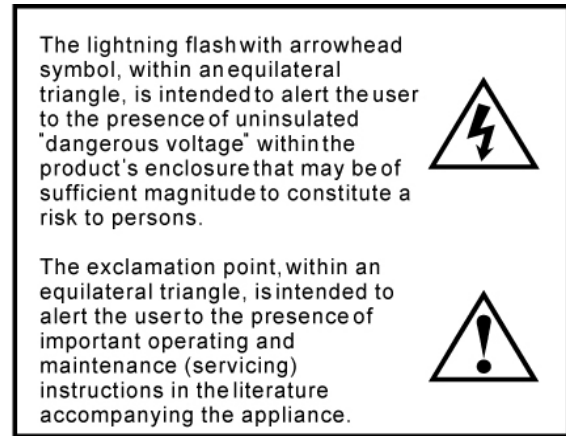 The lightning flash with arrowhead
symbol, within an equilateral
triangle, is intended to alert the user
to the presence of uninsulated
"dangerous voltage" within the
product's enclosure that may be of
sufficient magnitude to constitute a
risk to persons.
The exclamation point, within an
equilateral triangle, is intended to
alert the user to the presence of
important operating and
maintenance (servicing)
instructions in the literature
accompanying the appliance.